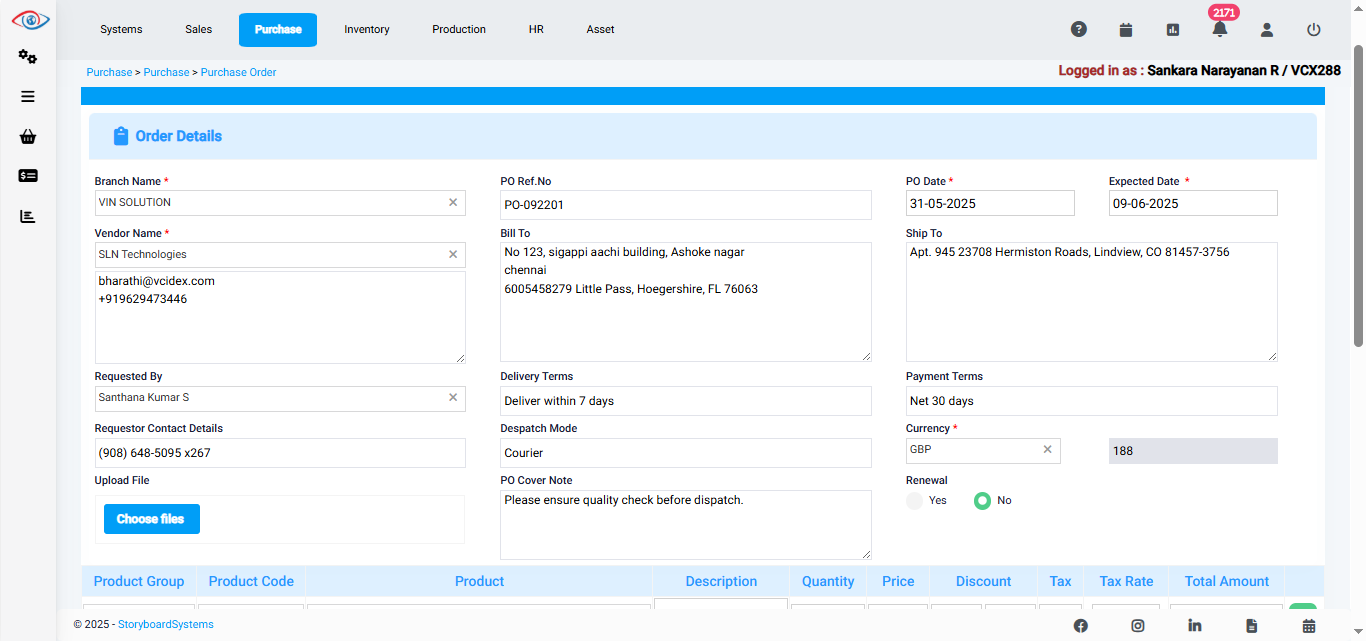 Systems Sales Purchase Inventory Production HR Asset 2171
Purchase > Purchase > Purchase Order
Logged in as : Sankara Narayanan R / VCX288
Order Details
Branch Name * PO Ref.No PO Date * Expected Date *
VIN SOLUTION × PO-092201 31-05-2025 09-06-2025
Vendor Name * Bill To Ship To
SLN Technologies ×
bharathi@vcidex.com
+919629473446
No 123, sigappi aachi building, Ashoke nagar
chennai
6005458279 Little Pass, Hoegershire, FL 76063
Apt. 945 23708 Hermiston Roads, Lindview, CO 81457-3756
Requested By Delivery Terms Payment Terms
Santhana Kumar S × Deliver within 7 days Net 30 days
Requestor Contact Details Despatch Mode Currency *
(908) 648-5095 x267 Courier GBP × 188
Upload File PO Cover Note Renewal
Choose files Please ensure quality check before dispatch. Yes No
Product Group Product Code Product Description Quantity Price Discount Tax Tax Rate Total Amount
© 2025 - StoryboardSystems